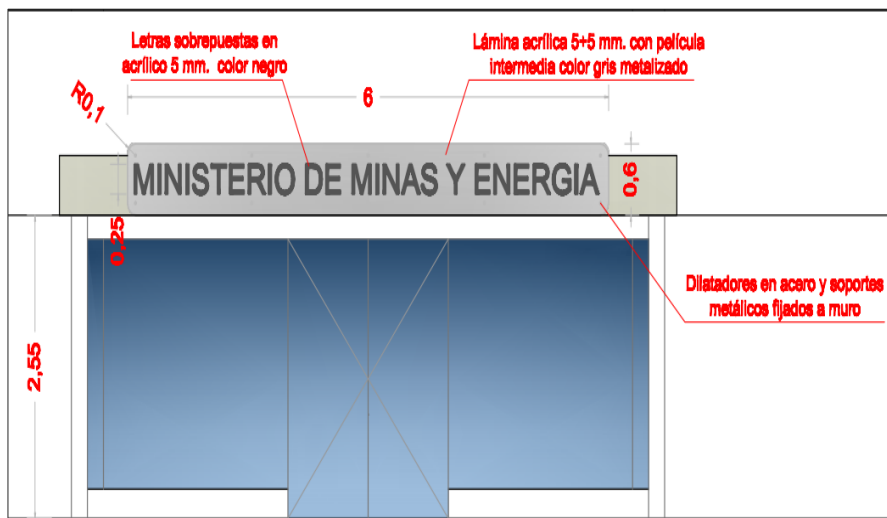 Letras sobrepuestas en
acrílico 5 mm. color negro
Lámina acrílica 5+5 mm. con película
intermedia color gris metalizado
R0,1
6
MINISTERIO DE MINAS Y ENERGIA
0,6
0,25
Dilatadores en acero y soportes
metálicos fijados a muro
2,55